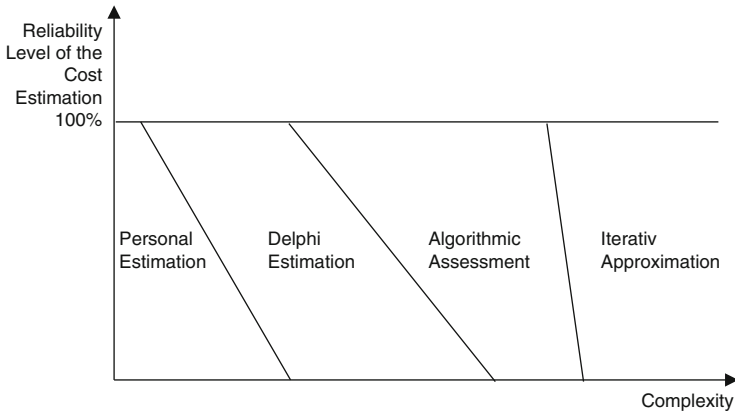 Reliability
Level of the
Cost
Estimation
100%
Personal
Estimation
Delphi
Estimation
Algorithmic
Assessment
Iterativ
Approximation
Complexity